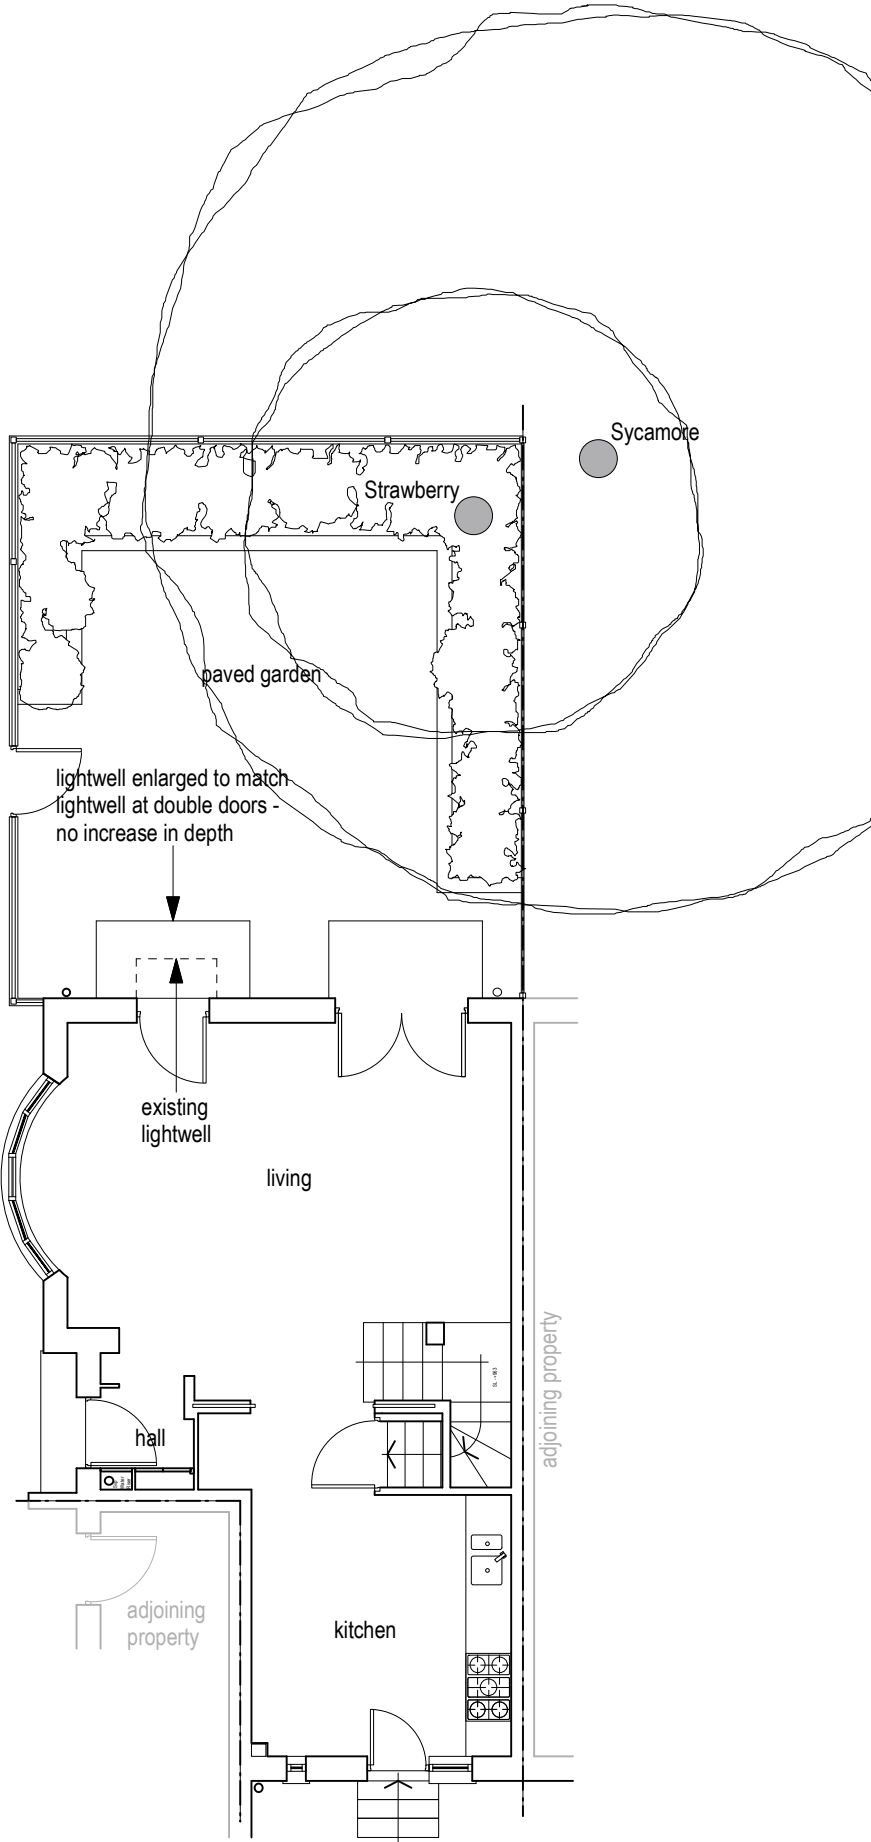 Sycamore
Strawberry
paved garden
lightwell enlarged to match
lightwell at double doors -
no increase in depth
existing
lightwell
living
adjoining property
hall
adjoining
property
kitchen